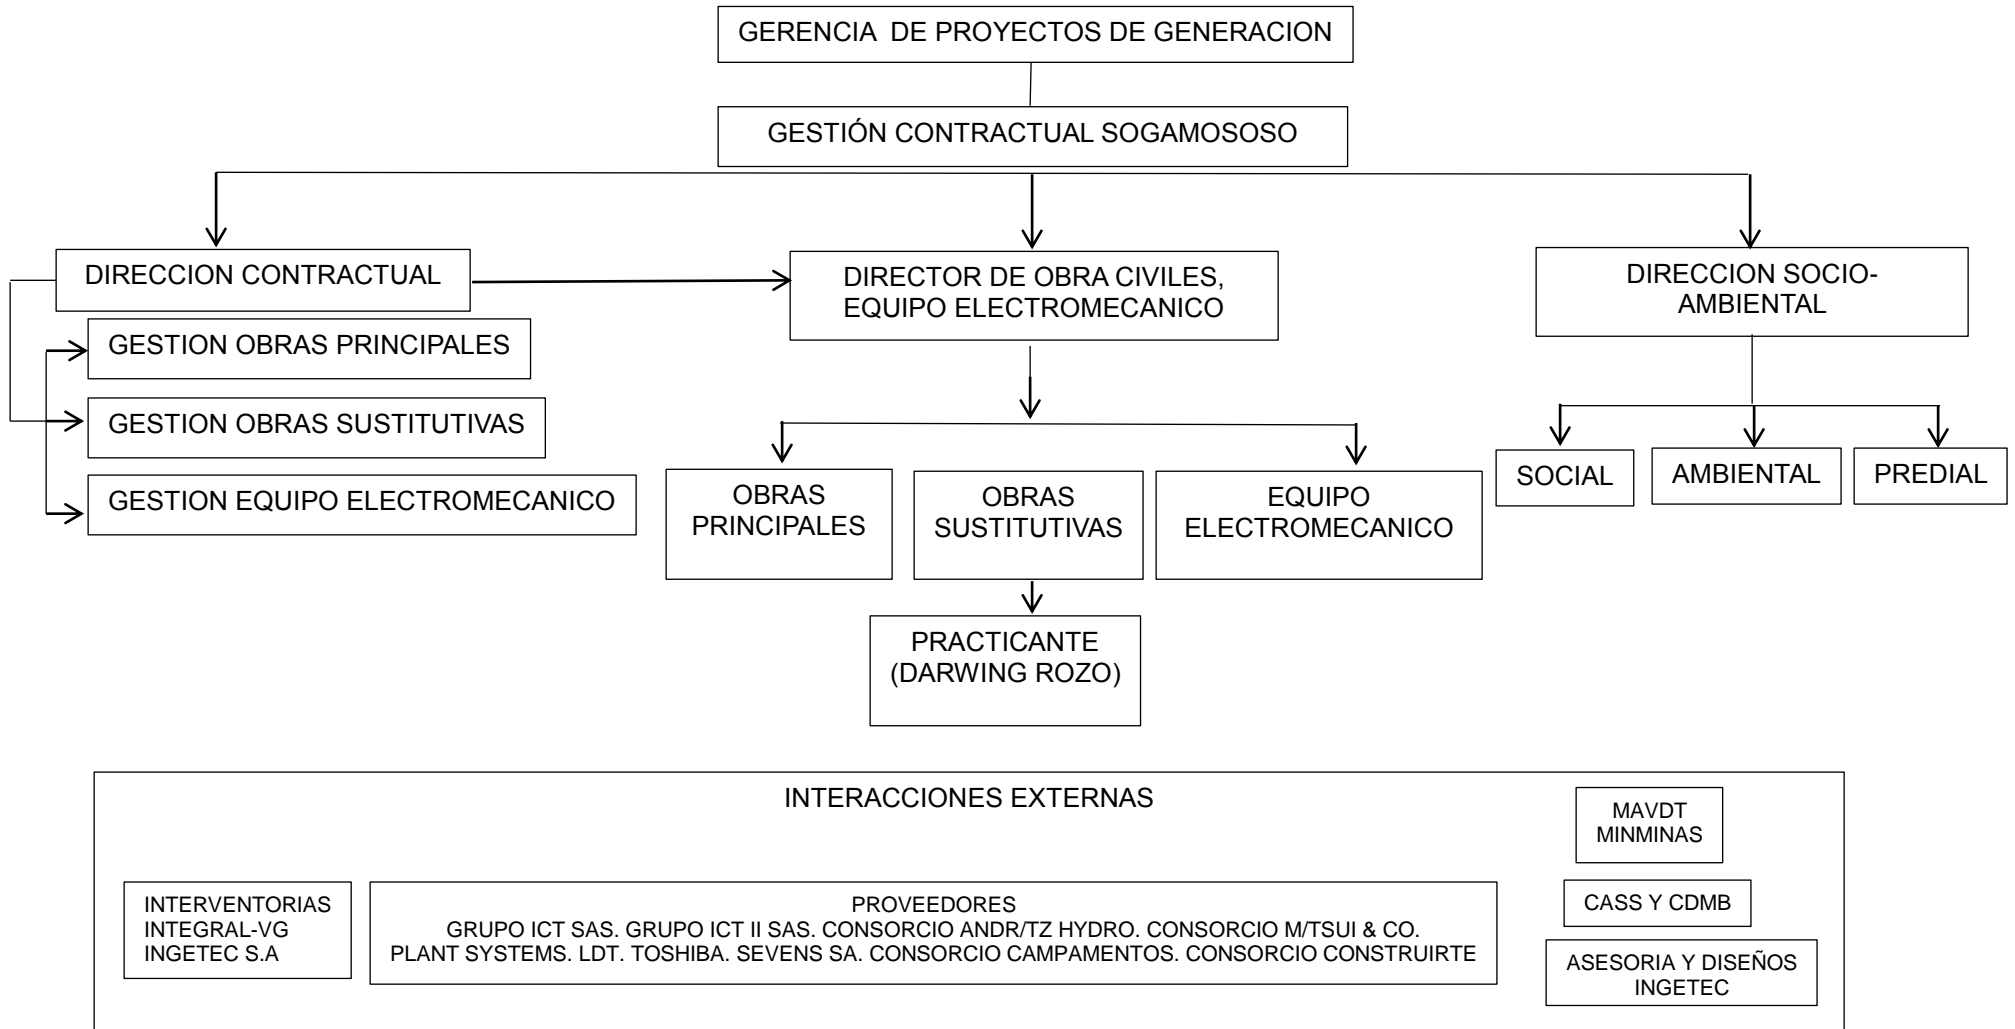 GERENCIA DE PROYECTOS DE GENERACION
GESTIÓN CONTRACTUAL SOGAMOSOSO
DIRECCION CONTRACTUAL
DIRECTOR DE OBRA CIVILES,
EQUIPO ELECTROMECANICO
DIRECCION SOCIO-
AMBIENTAL
GESTION OBRAS PRINCIPALES
GESTION OBRAS SUSTITUTIVAS
GESTION EQUIPO ELECTROMECANICO
OBRAS
PRINCIPALES
OBRAS
SUSTITUTIVAS
EQUIPO
ELECTROMECANICO
SOCIAL
AMBIENTAL
PREDIAL
PRACTICANTE
(DARWING ROZO)
INTERACCIONES EXTERNAS
MAVDT
MINMINAS
INTERVENTORIAS
INTEGRAL-VG
INGETEC S.A
PROVEEDORES
GRUPO ICT SAS. GRUPO ICT II SAS. CONSORCIO ANDR/TZ HYDRO. CONSORCIO M/TSUI & CO.
PLANT SYSTEMS. LDT. TOSHIBA. SEVENS SA. CONSORCIO CAMPAMENTOS. CONSORCIO CONSTRUIRTE
CASS Y CDMB
ASESORIA Y DISEÑOS
INGETEC